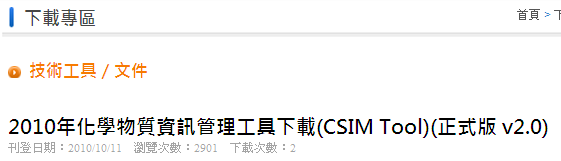 下載專區
首頁 >
技術工具 / 文件
2010年化學物質資訊管理工具下載(CSIM Tool)(正式版 v2.0)
刊登日期：2010/10/11 瀏覽次數：2901 下載次數：2